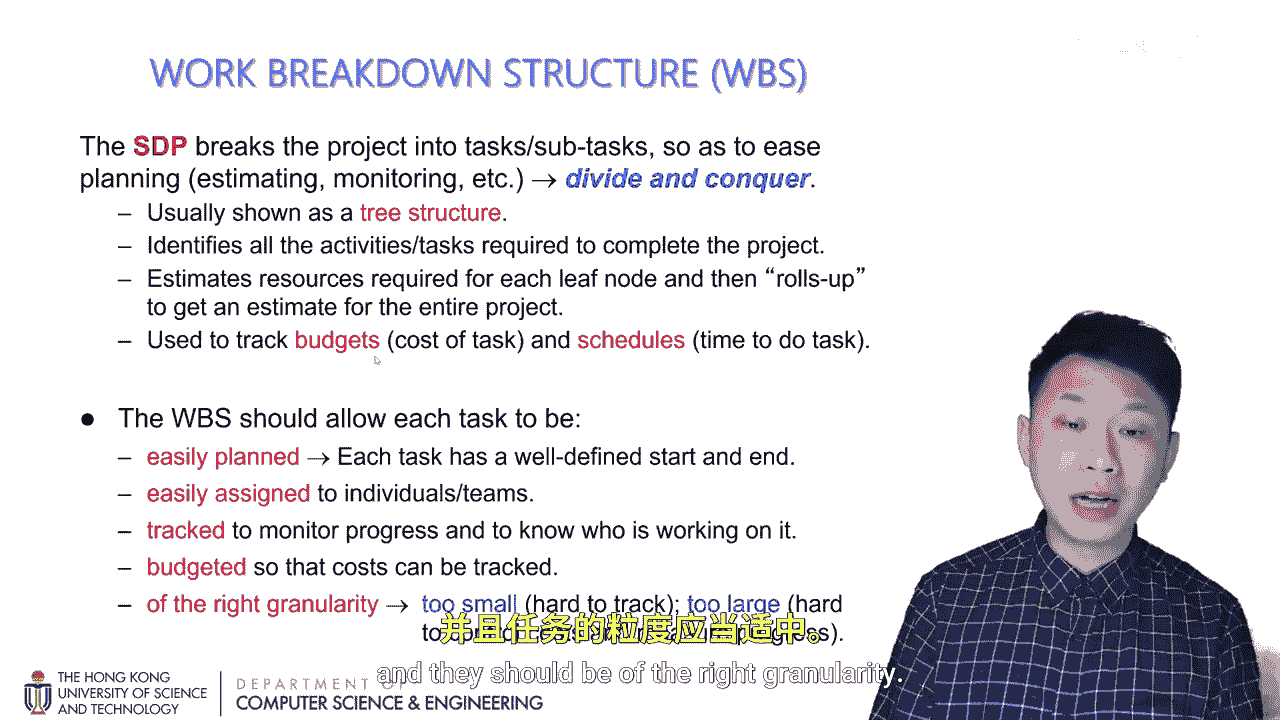 WORK BREAKDOWN STRUCTURE (WBS)
The SDP breaks the project into tasks/sub-tasks, so as to ease
planning (estimating, monitoring, etc.) → divide and conquer.
– Usually shown as a tree structure.
– Identifies all the activities/tasks required to complete the project.
– Estimates resources required for each leaf node and then “rolls-up”
to get an estimate for the entire project.
– Used to track budgets (cost of task) and schedules (time to do task).
● The WBS should allow each task to be:
– easily planned → Each task has a well-defined start and end.
– easily assigned to individuals/teams.
– tracked to monitor progress and to know who is working on it.
– budgeted so that costs can be tracked.
– of the right granularity → too small (hard to track); too large (hard
并且任务的粒度应当适中。
and they should be of the right granularity.
THE HONG KONG
UNIVERSITY OF SCIENCE
AND TECHNOLOGY
DEPARTMENT
COMPUTER SCIENCE & ENGINEERING